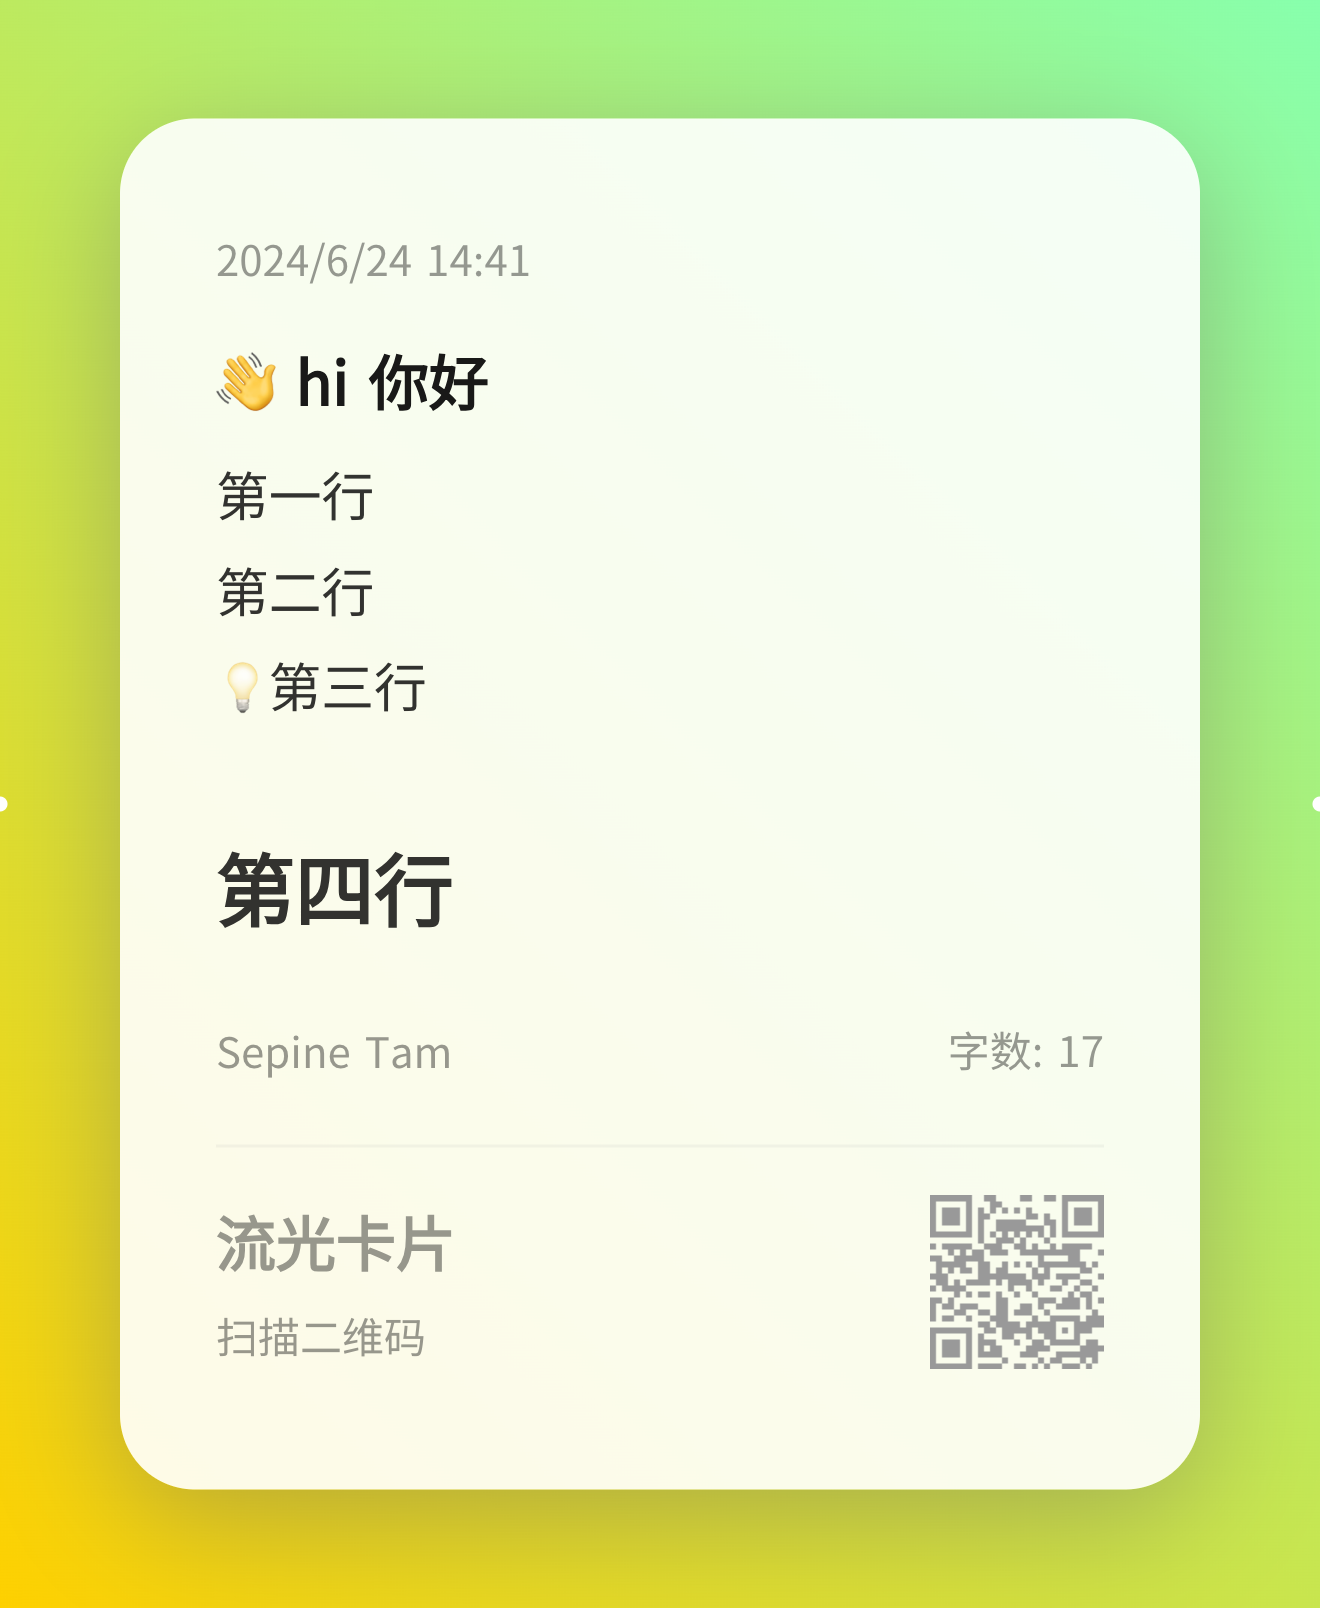 2024/6/24 14:41
👋 hi 你好
第一行
第二行
💡第三行
第四行
Sepine Tam
字数: 17
流光卡片
扫描二维码